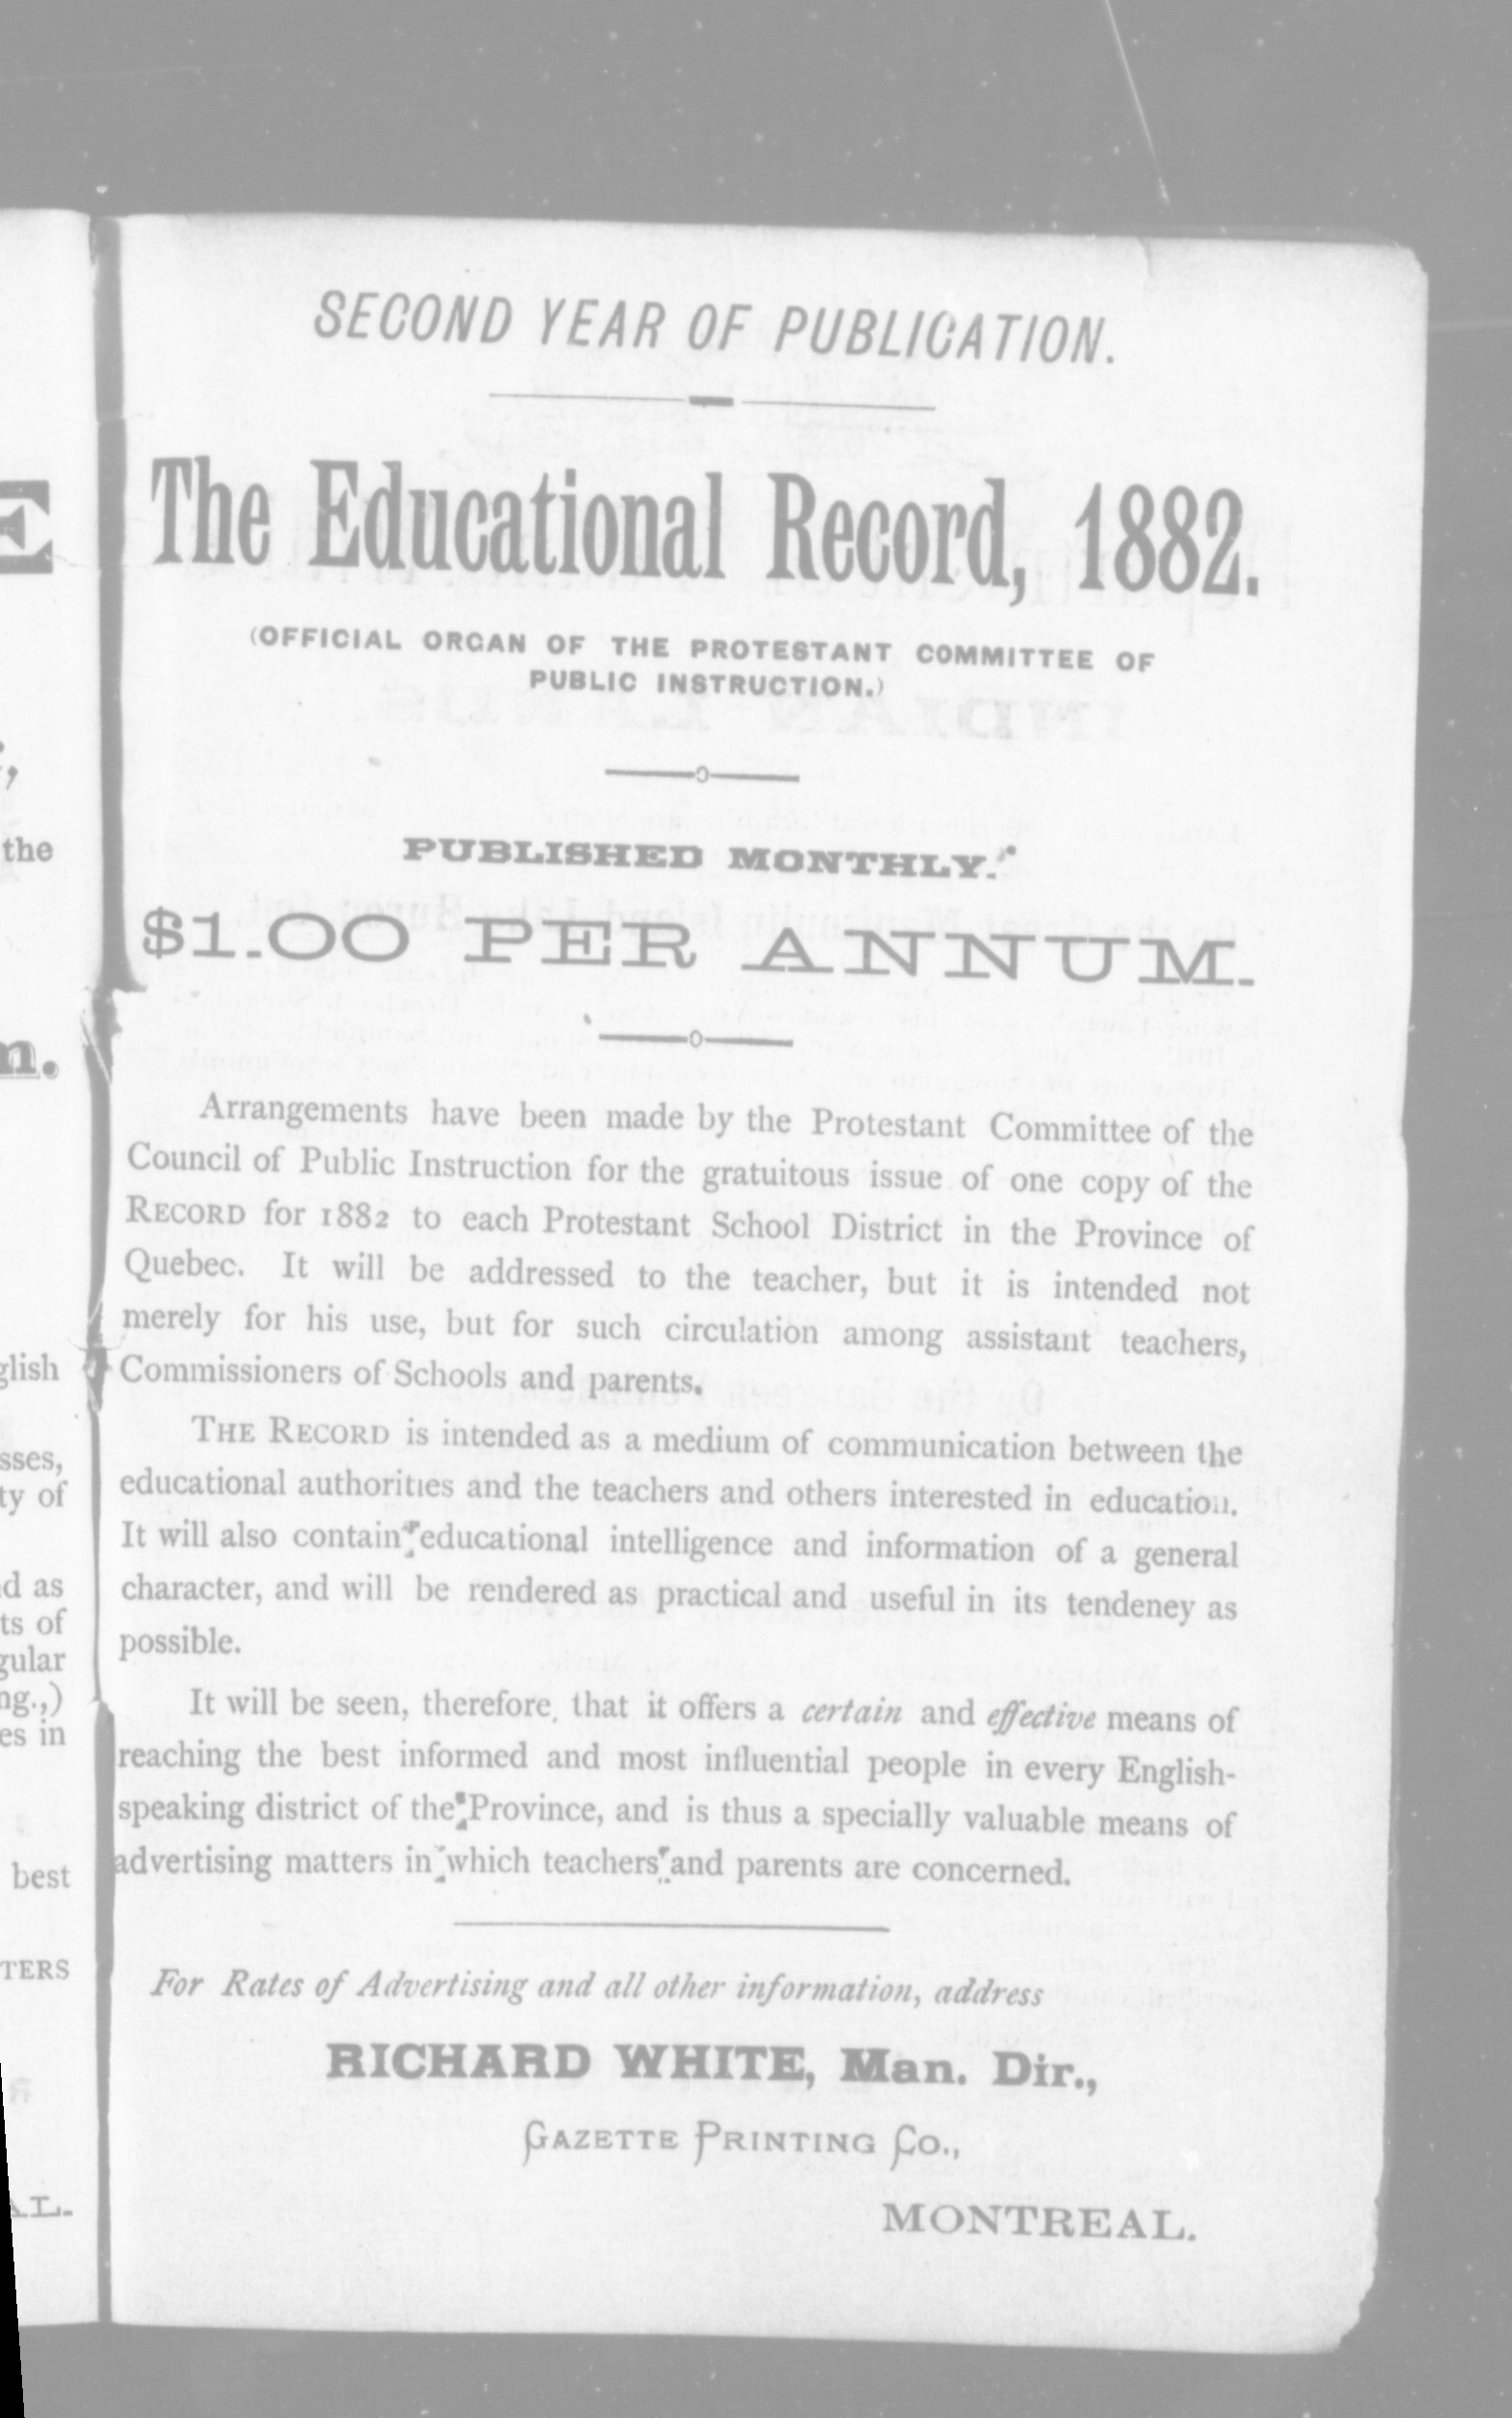 SECOND YEAR OF PUBLICATION.
The Educational Record, 1882.
(OFFICIAL ORGAN OF THE PROTESTANT COMMITTEE OF
PUBLIC INSTRUCTION.)
PUBLISHED MONTHLY.
$1.00 PER ANNUM.
Arrangements have been made by the Protestant Committee of the
Council of Public Instruction for the gratuitous issue of one copy of the
RECORD for 1882 to each Protestant School District in the Province of
Quebec. It will be addressed to the teacher, but it is intended not
merely for his use, but for such circulation among assistant teachers,
Commissioners of Schools and parents.
THE RECORD is intended as a medium of communication between the
educational authorities and the teachers and others interested in education.
It will also contain educational intelligence and information of a general
character, and will be rendered as practical and useful in its tendeney as
possible.
It will be seen, therefore, that it offers a certain and effective means of
reaching the best informed and most influential people in every English-
speaking district of the Province, and is thus a specially valuable means of
advertising matters in which teachers and parents are concerned.
For Rates of Advertising and all other information, address
RICHARD WHITE, Man. Dir.,
GAZETTE PRINTING CO.,
MONTREAL.
the
glish
sses,
ty of
d as
ts of
gular
ng.,)
es in
best
TERS
AL.